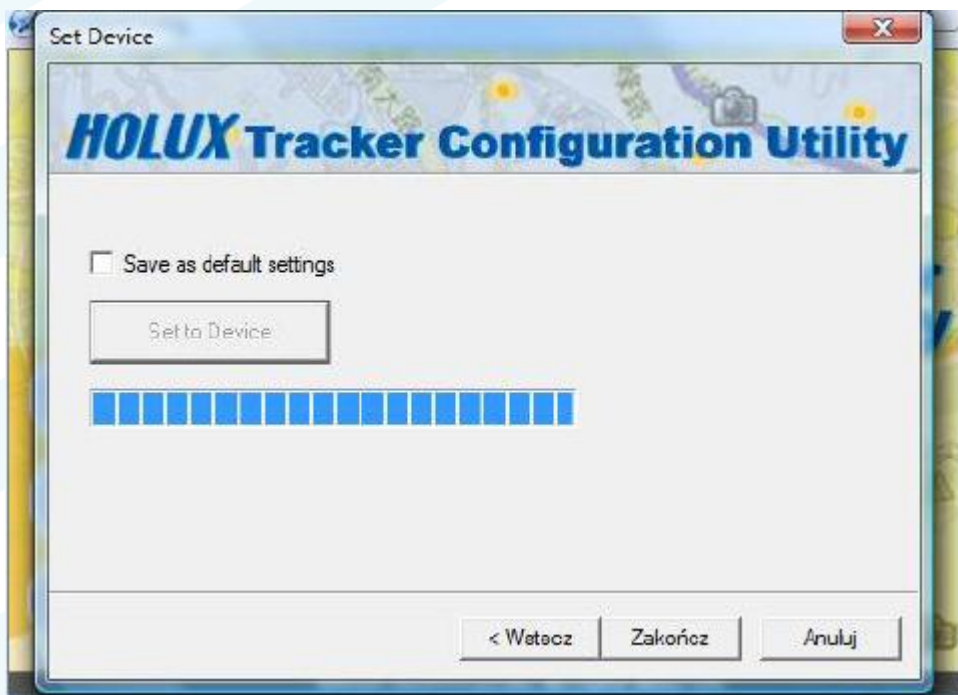 Set Device
HOLUX Tracker Configuration Utility
Save as default settings
Set to Device
< Wstecz Zakończ Anuluj